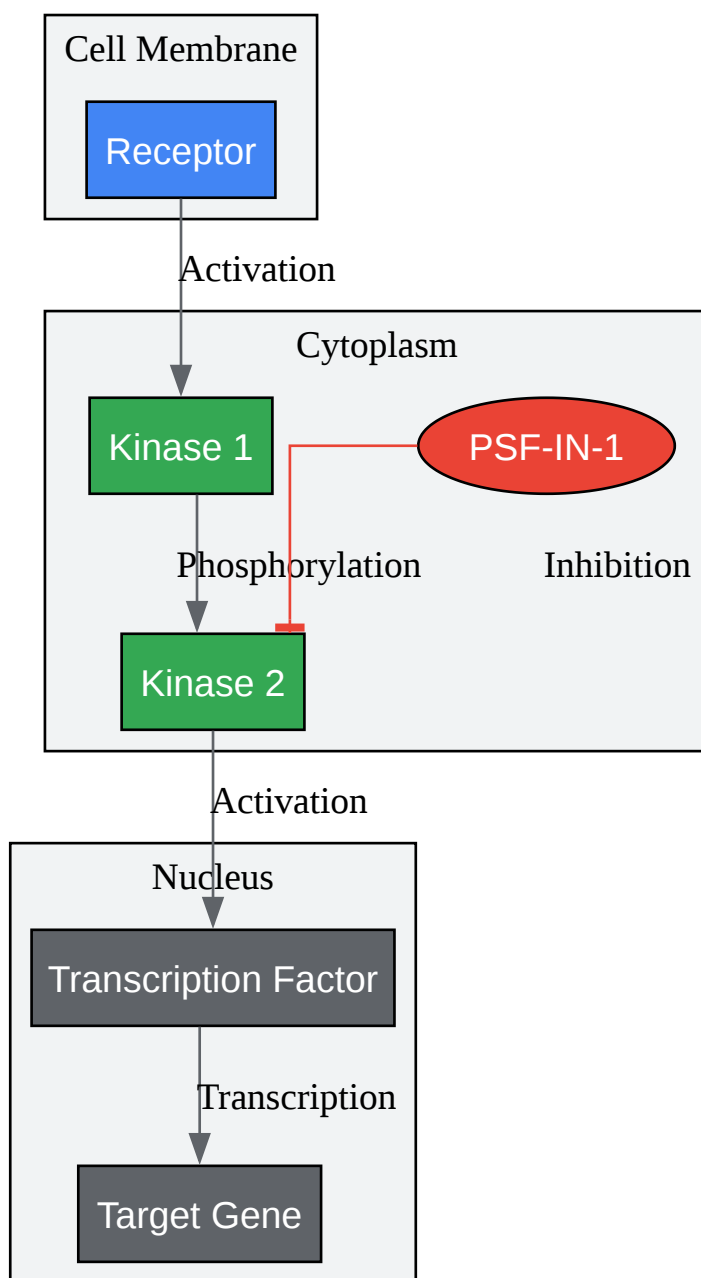 Cell Membrane
Receptor
Activation
Cytoplasm
Kinase 1
PSF-IN-1
Phosphorylation
Inhibition
Kinase 2
Activation
Nucleus
Transcription Factor
Transcription
Target Gene